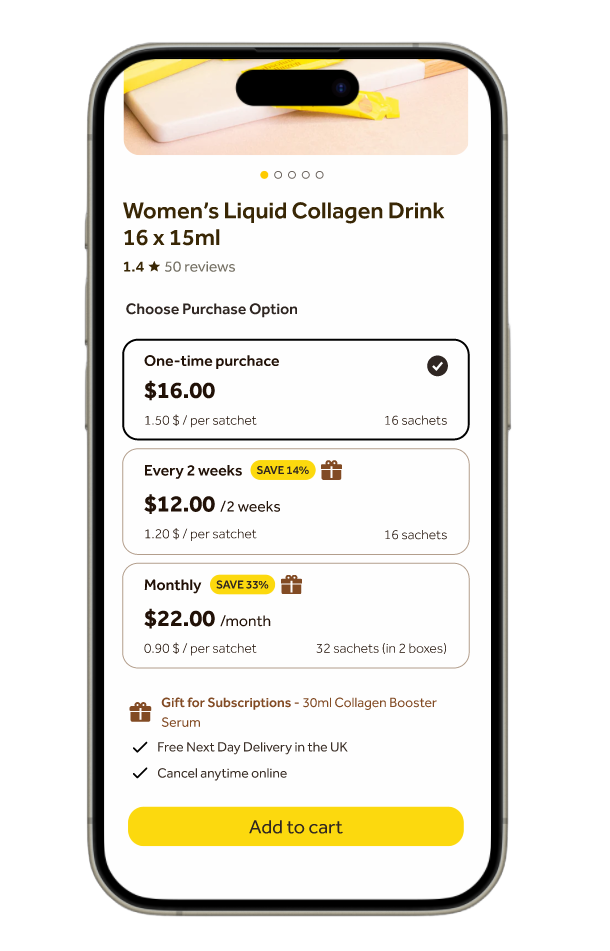 Women's Liquid Collagen Drink
16 x 15ml
1.4 ★ 50 reviews
Choose Purchase Option
One-time purchace
$16.00
1.50 $ / per satchet 16 sachets
Every 2 weeks SAVE 14%
$12.00 /2 weeks
1.20 $ / per satchet 16 sachets
Monthly SAVE 33%
$22.00 /month
0.90 $ / per satchet 32 sachets (in 2 boxes)
Gift for Subscriptions - 30ml Collagen Booster
Serum
Free Next Day Delivery in the UK
Cancel anytime online
Add to cart